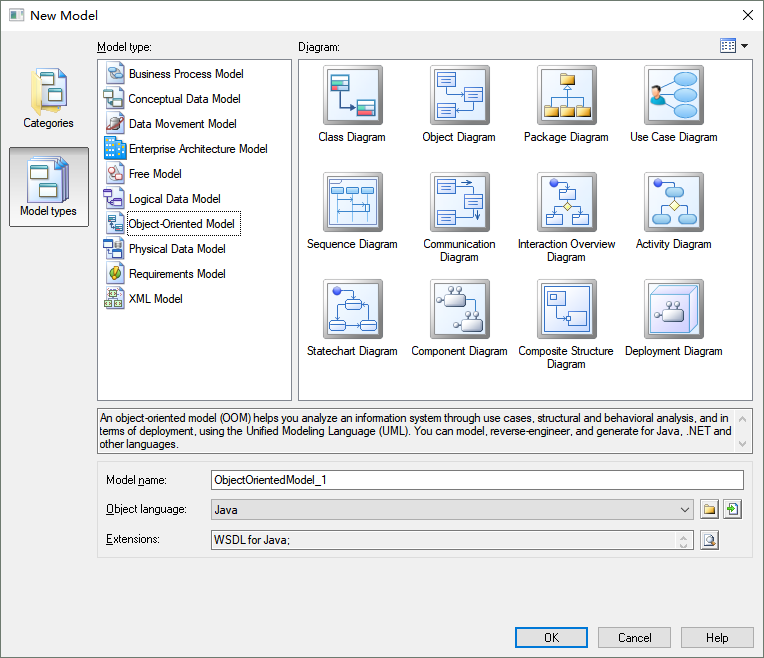 New Model
Model type:
Diagram:
Categories
Model types
Business Process Model
Conceptual Data Model
Data Movement Model
Enterprise Architecture Model
Free Model
Logical Data Model
Object-Oriented Model
Physical Data Model
Requirements Model
XML Model
Class Diagram
Object Diagram
Package Diagram
Use Case Diagram
Sequence Diagram
Communication
Diagram
Interaction Overview
Diagram
Activity Diagram
Statechart Diagram
Component Diagram
Composite Structure
Diagram
Deployment Diagram
An object-oriented model (OOM) helps you analyze an information system through use cases, structural and behavioral analysis, and in
terms of deployment, using the Unified Modeling Language (UML). You can model, reverse-engineer, and generate for Java, .NET and
other languages.
Model name:
ObjectOrientedModel_1
Object language:
Java
Extensions:
WSDL for Java;
OK
Cancel
Help